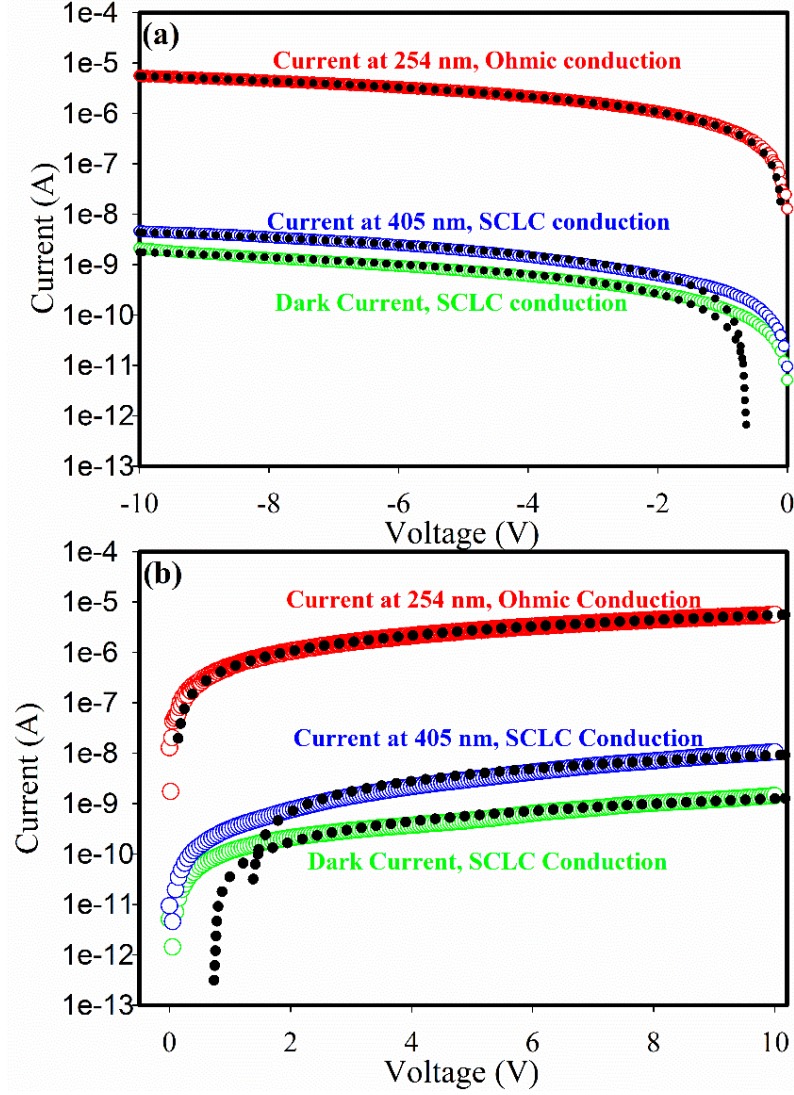 (a)
1e-4
1e-5
1e-6
1e-7
1e-8
1e-9
1e-10
1e-11
1e-12
1e-13
Current (A)
Current at 254 nm, Ohmic conduction
Current at 405 nm, SCLC conduction
Dark Current, SCLC conduction
-10 -8 -6 -4 -2 0
Voltage (V)
(b)
1e-4
1e-5
1e-6
1e-7
1e-8
1e-9
1e-10
1e-11
1e-12
1e-13
Current (A)
Current at 254 nm, Ohmic Conduction
Current at 405 nm, SCLC Conduction
Dark Current, SCLC Conduction
0 2 4 6 8 10
Voltage (V)